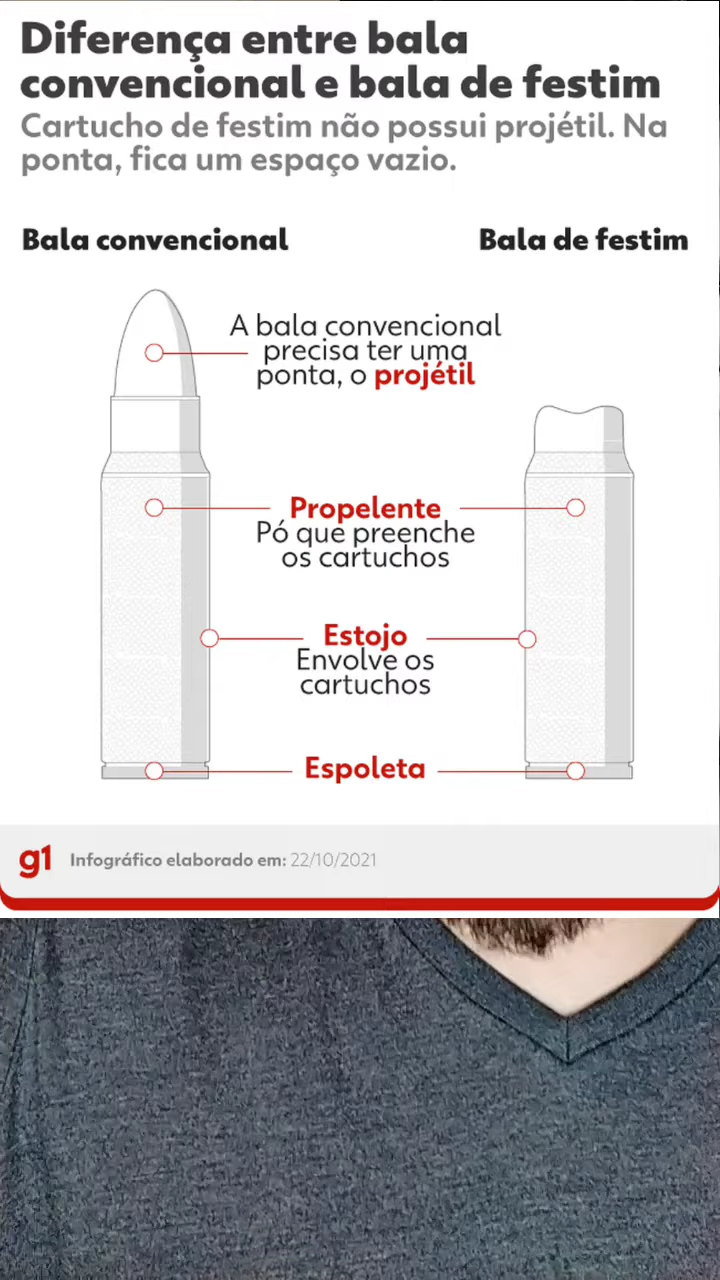 Diferença entre bala
convencional e bala de festim
Cartucho de festim não possui projétil. Na
ponta, fica um espaço vazio.
Bala convencional
Bala de festim
A bala convencional
precisa ter uma
ponta, o projétil
Propelente
Pó que preenche
os cartuchos
Estojo
Envolve os
cartuchos
Espoleta
g1 Infográfico elaborado em: 22/10/2021